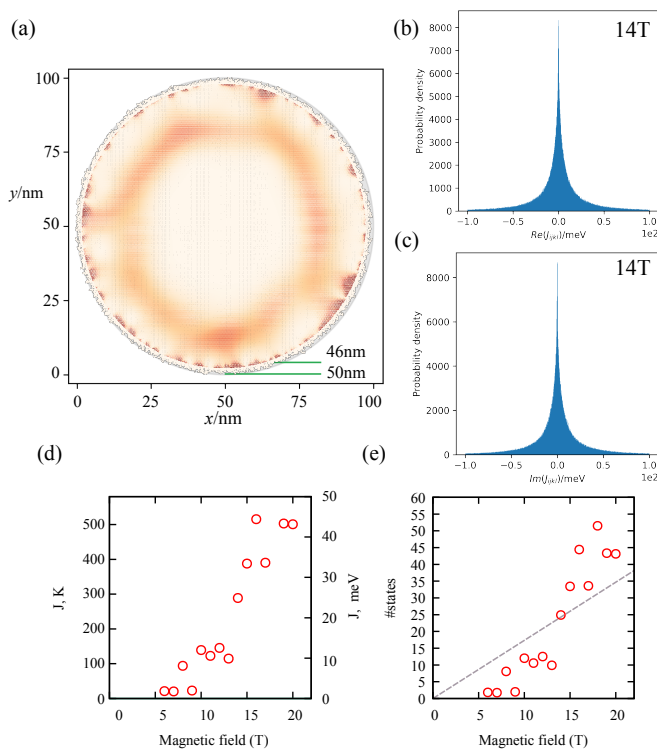 (a)
100
75
y/nm
50
25
0
46nm
50nm
0 25 50 75 100
x/nm
(b)
14T
8000
7000
6000
5000
4000
3000
2000
1000
0
Probability density
−1.0 −0.5 0.0 0.5 1.0
1e2
Re(Jijkl)/meV
(c)
14T
8000
6000
4000
2000
0
Probability density
−1.0 −0.5 0.0 0.5 1.0
1e2
Im(Jijkl)/meV
(d)
500
400
300
200
100
0
J, K
50
40
30
20
10
0
J, meV
0 5 10 15 20
Magnetic field (T)
(e)
60
55
50
45
40
35
30
25
20
15
10
5
0
#states
0 5 10 15 20
Magnetic field (T)